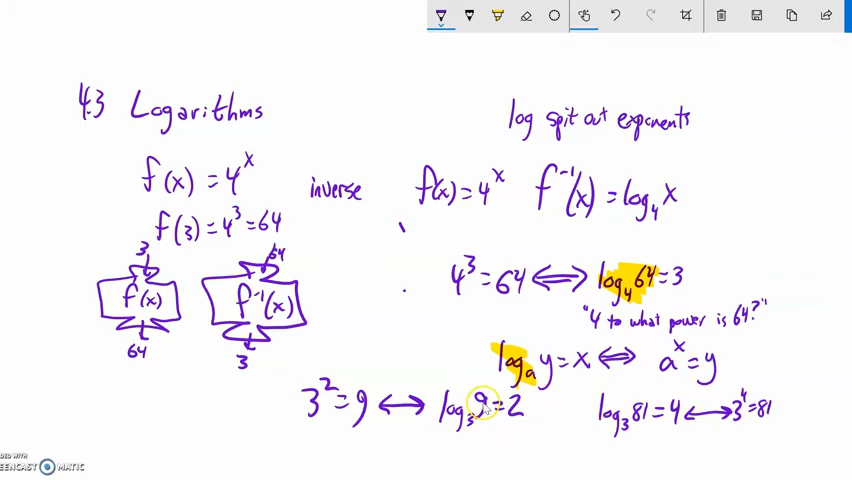 4.3 Logarithms
log spit out exponents
f(x) = 4^x
inverse
f(x) = 4^x
f^-1(x) = log_4 x
f(3) = 4^3 = 64
3
64
f(x)
f^-1(x)
64
3
4^3 = 64 ⟺ log_4 64 = 3
"4 to what power is 64?"
log_a y = x ⟺ a^x = y
3^2 = 9 ⟷ log_3 9 = 2
log_3 81 = 4 ⟷ 3^4 = 81
MATIC